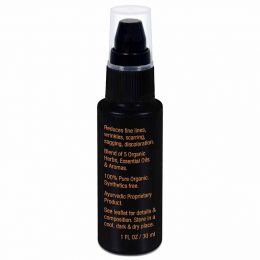 Reduces fine lines,
wrinkles, scarring,
sagging, discoloration.
Blend of 5 Organic
Herbs, Essential Oils
& Aromas.
100% Pure Organic.
Synthetics free.
Ayurvedic Proprietary
Product.
See leaflet for details &
composition. Store in a
cool, dark & dry place.
1 FL OZ / 30 ml